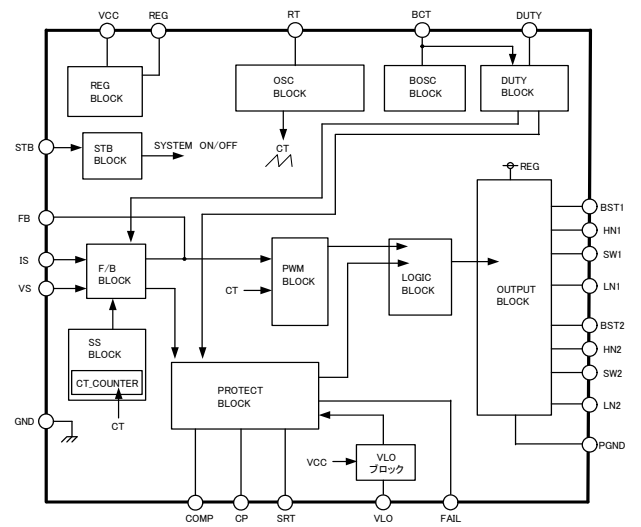 VCC REG RT BCT DUTY
REG
BLOCK
OSC
BLOCK
BOSC
BLOCK
DUTY
BLOCK
STB
STB
BLOCK
SYSTEM ON/OFF
CT
REG
FB
IS
VS
F/B
BLOCK
PWM
BLOCK
CT
LOGIC
BLOCK
OUTPUT
BLOCK
BST1
HN1
SW1
LN1
BST2
HN2
SW2
LN2
PGND
SS
BLOCK
CT_COUNTER
CT
GND
PROTECT
BLOCK
VCC
VLO
ブロック
COMP CP SRT VLO FAIL